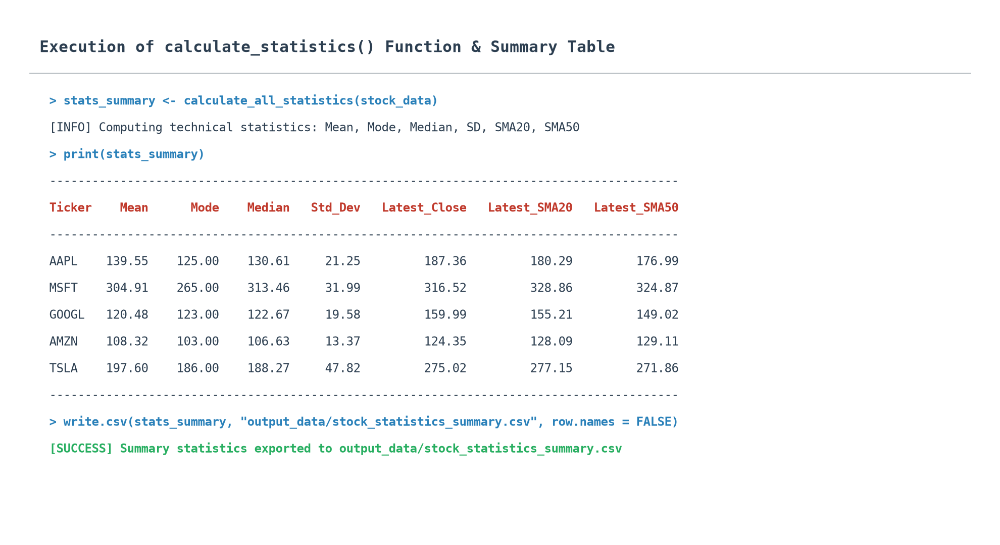 Execution of calculate_statistics() Function & Summary Table
> stats_summary <- calculate_all_statistics(stock_data)
[INFO] Computing technical statistics: Mean, Mode, Median, SD, SMA20, SMA50
> print(stats_summary)
-----------------------------------------------------------------------------------------
Ticker    Mean      Mode    Median   Std_Dev   Latest_Close   Latest_SMA20   Latest_SMA50
-----------------------------------------------------------------------------------------
AAPL    139.55    125.00    130.61     21.25         187.36         180.29         176.99
MSFT    304.91    265.00    313.46     31.99         316.52         328.86         324.87
GOOGL   120.48    123.00    122.67     19.58         159.99         155.21         149.02
AMZN    108.32    103.00    106.63     13.37         124.35         128.09         129.11
TSLA    197.60    186.00    188.27     47.82         275.02         277.15         271.86
-----------------------------------------------------------------------------------------
> write.csv(stats_summary, "output_data/stock_statistics_summary.csv", row.names = FALSE)
[SUCCESS] Summary statistics exported to output_data/stock_statistics_summary.csv